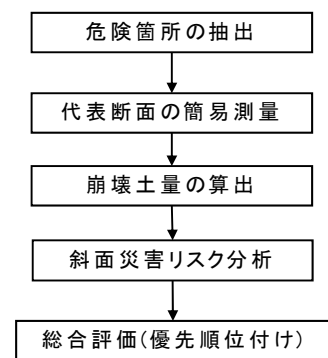 危険箇所の抽出
代表断面の簡易測量
崩壊土量の算出
斜面災害リスク分析
総合評価(優先順位付け)